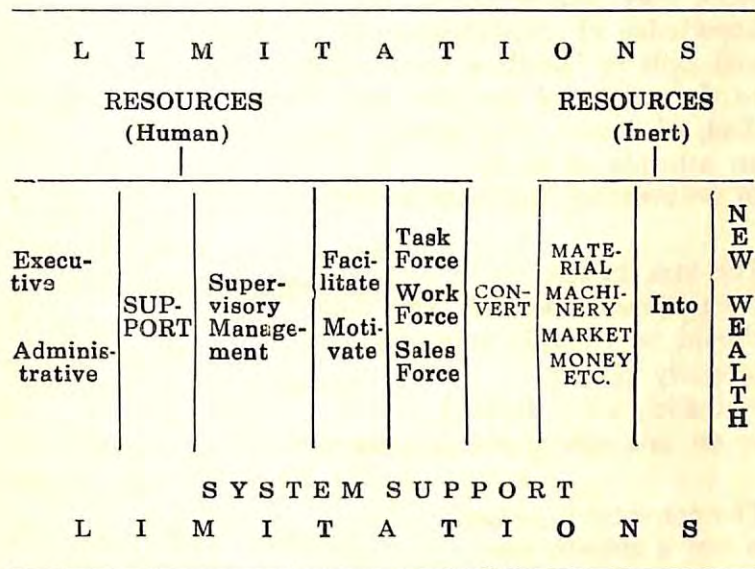 L I M I T A T I O N S
RESOURCES
(Human)
RESOURCES
(Inert)
Execu-
tive
Adminis-
trative
SUP-
PORT
Super-
visory
Manage-
ment
Faci-
litate
Moti-
vate
Task
Force
Work
Force
Sales
Force
CON-
VERT
MATE-
RIAL
MACHI-
NERY
MARKET
MONEY
ETC.
Into
NEW WEALTH
SYSTEM SUPPORT
L I M I T A T I O N S